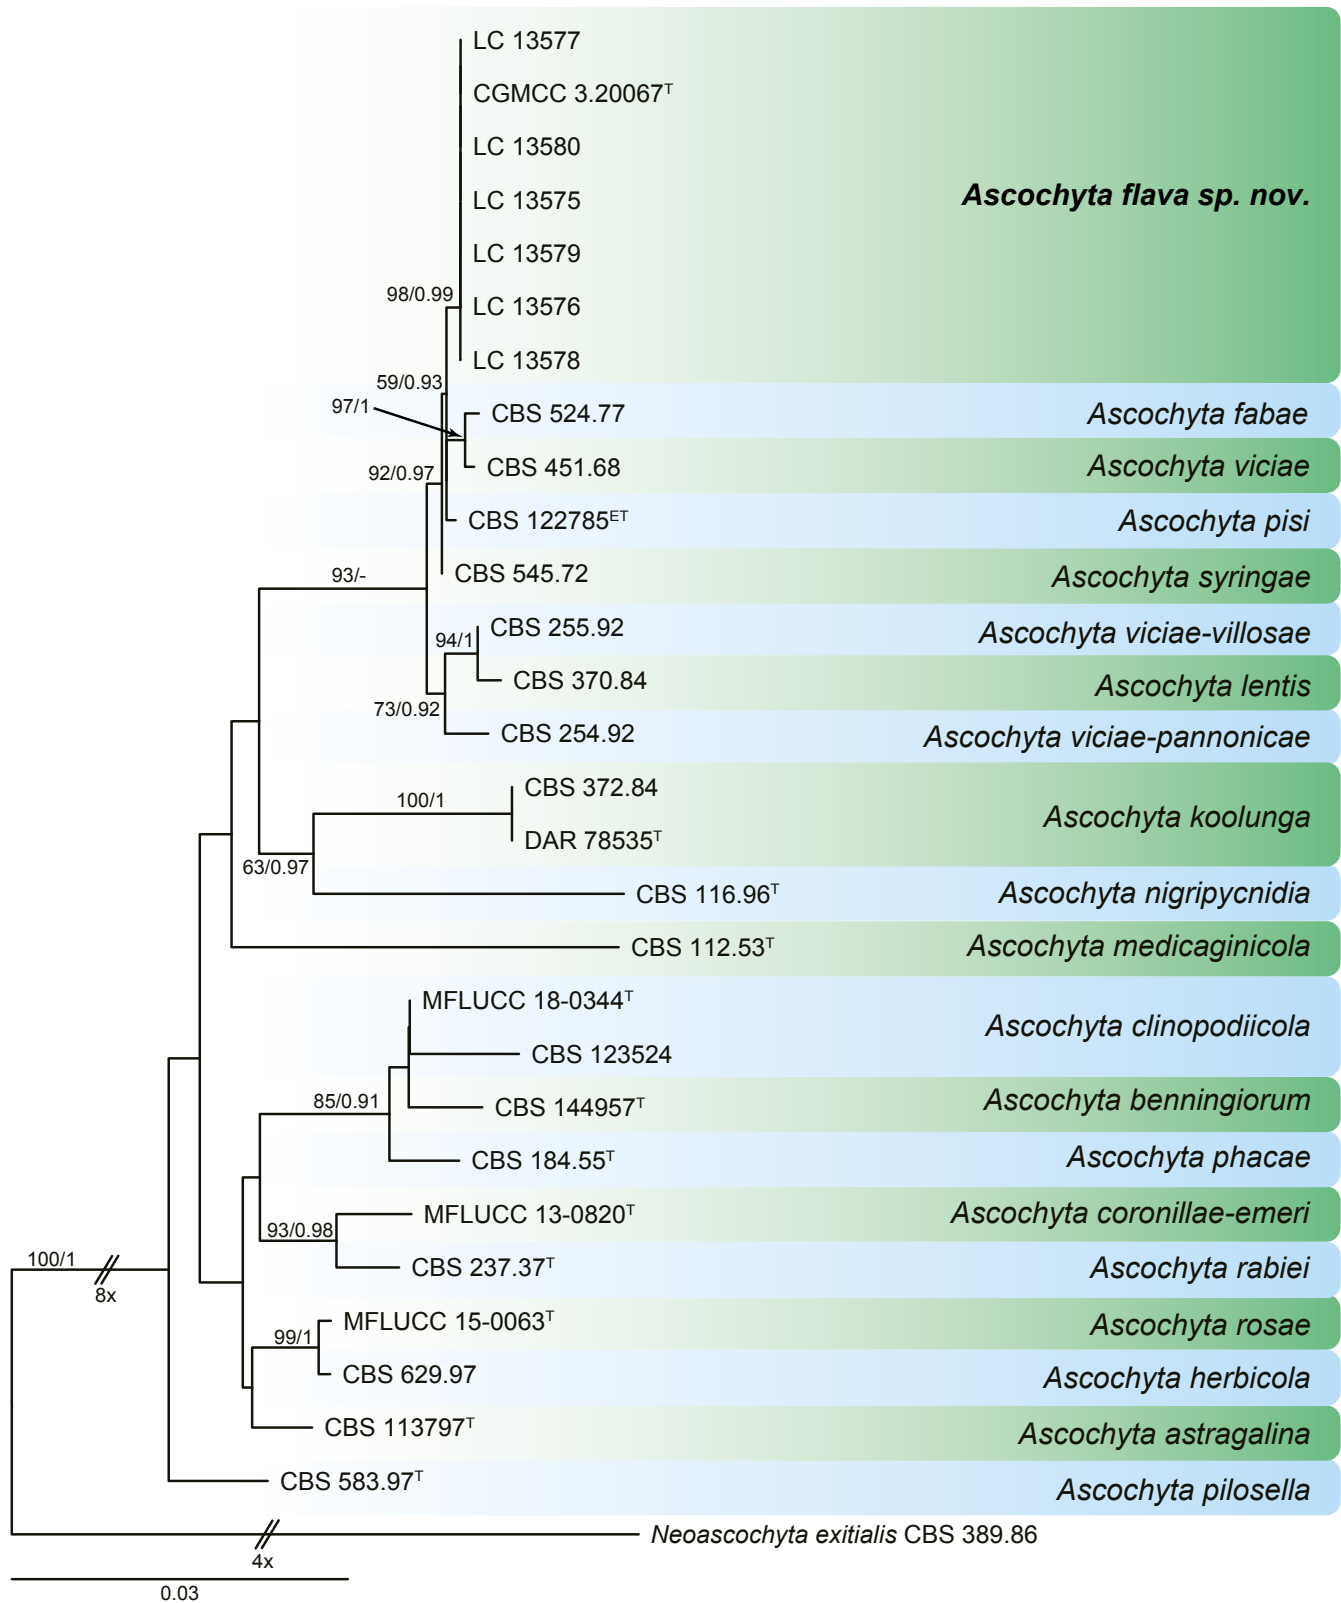 LC 13577
CGMCC 3.20067ᵀ
LC 13580
LC 13575
Ascochyta flava sp. nov.
LC 13579
98/0.99
LC 13576
LC 13578
59/0.93
97/1
CBS 524.77
Ascochyta fabae
92/0.97
CBS 451.68
Ascochyta viciae
CBS 122785ᴱᵀ
Ascochyta pisi
93/-
CBS 545.72
Ascochyta syringae
94/1
CBS 255.92
Ascochyta viciae-villosae
CBS 370.84
Ascochyta lentis
73/0.92
CBS 254.92
Ascochyta viciae-pannonicae
100/1
CBS 372.84
Ascochyta koolunga
DAR 78535ᵀ
63/0.97
CBS 116.96ᵀ
Ascochyta nigripycnidia
CBS 112.53ᵀ
Ascochyta medicaginicola
MFLUCC 18-0344ᵀ
Ascochyta clinopodiicola
CBS 123524
85/0.91
CBS 144957ᵀ
Ascochyta benningiorum
CBS 184.55ᵀ
Ascochyta phacae
MFLUCC 13-0820ᵀ
Ascochyta coronillae-emeri
93/0.98
CBS 237.37ᵀ
Ascochyta rabiei
100/1
8x
MFLUCC 15-0063ᵀ
Ascochyta rosae
99/1
CBS 629.97
Ascochyta herbicola
CBS 113797ᵀ
Ascochyta astragalina
CBS 583.97ᵀ
Ascochyta pilosella
Neoascochyta exitialis CBS 389.86
4x
0.03